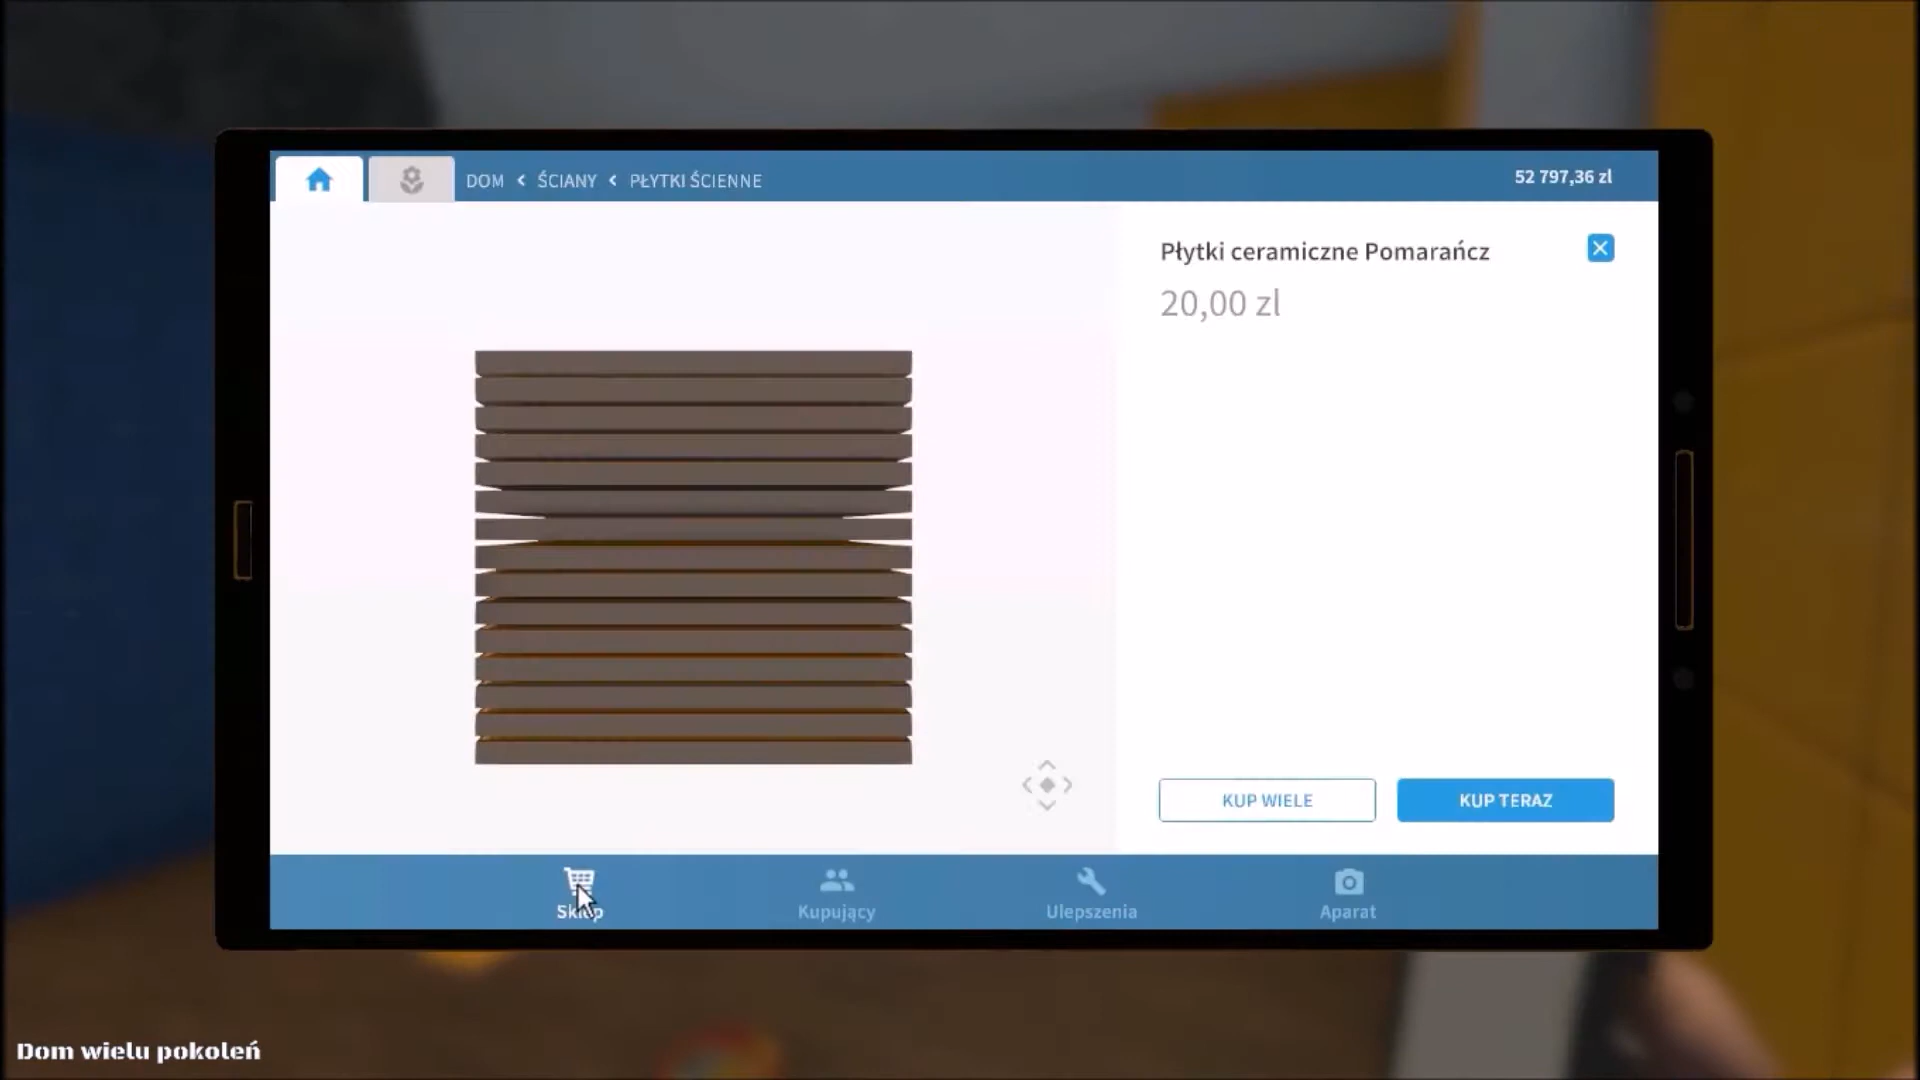 DOM < ŚCIANY < PŁYTKI ŚCIENNE
52 797,36 zl
Płytki ceramiczne Pomarańcz
20,00 zl
KUP WIELE
KUP TERAZ
Sklep
Kupujący
Ulepszenia
Aparat
Dom wielu pokoleń